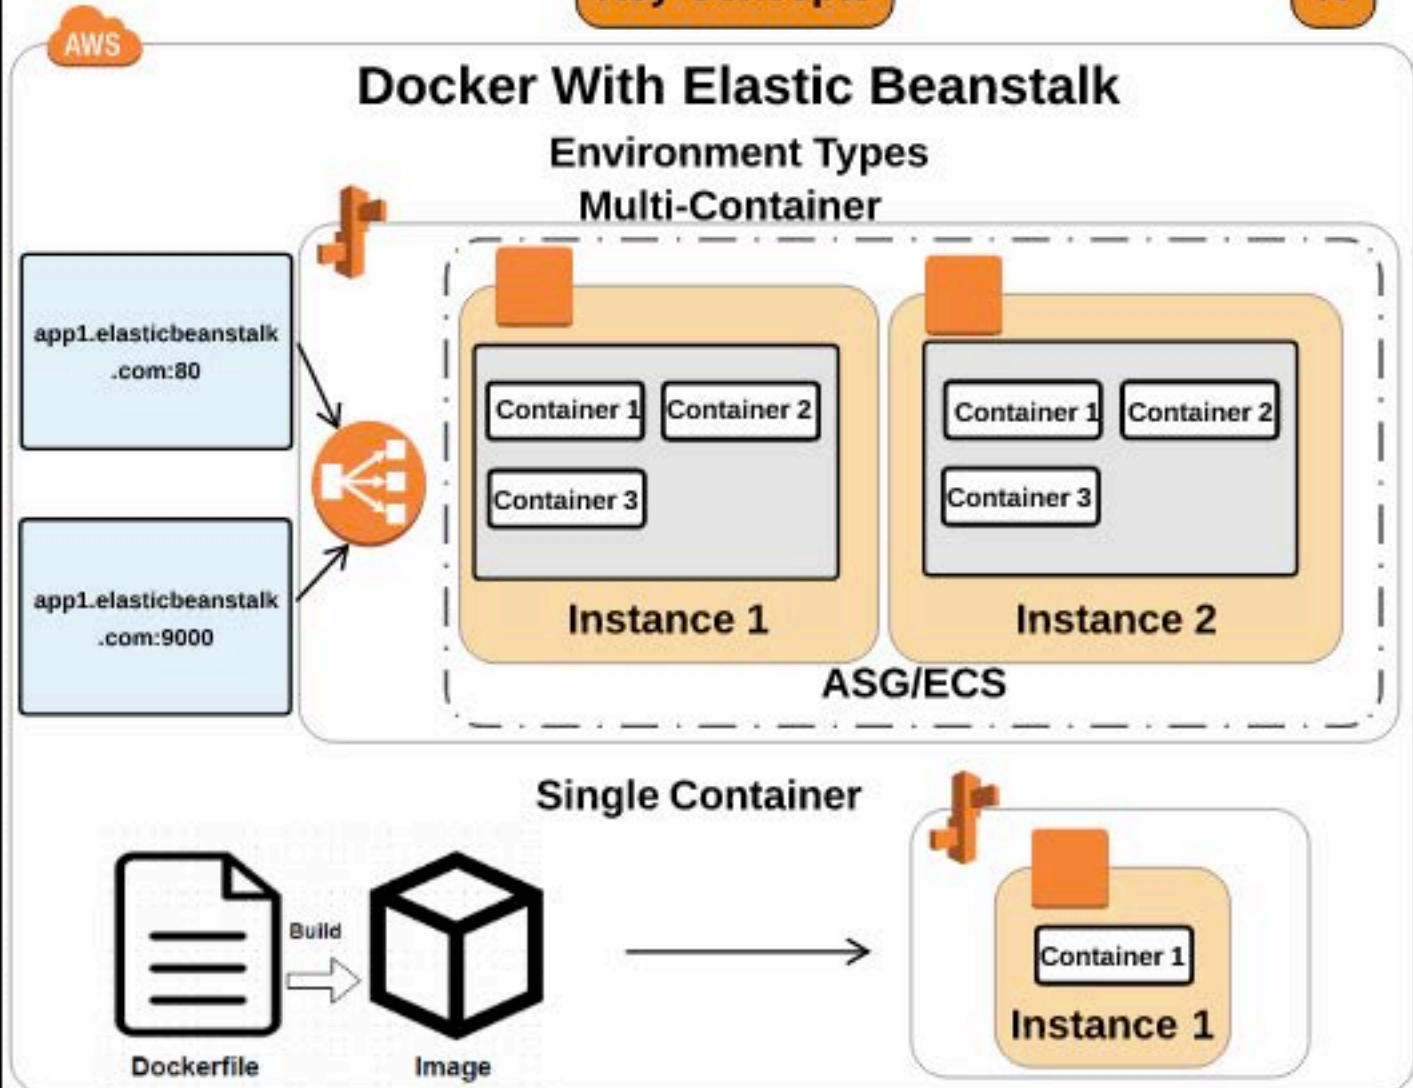 Key Concepts
AWS
Docker With Elastic Beanstalk
Environment Types
Multi-Container
app1.elasticbeanstalk
.com:80
app1.elasticbeanstalk
.com:9000
Container 1
Container 2
Container 3
Instance 1
Container 1
Container 2
Container 3
Instance 2
ASG/ECS
Single Container
Build
Dockerfile
Image
Container 1
Instance 1